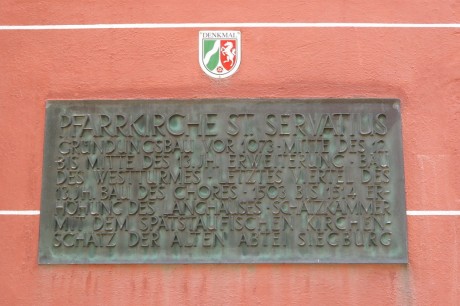 DENKMAL
PFARRKIRCHE ST. SERVATIUS
GRÜNDUNGSBAU VOR 1073 · MITTE DES 12.
BIS MITTE DES 13. JH. ERWEITERUNG · BAU
DES WESTTURMES · LETZTES VIERTEL DES
13. JH. BAU DES CHORES · 1505 BIS 1514 ER-
HÖHUNG DES LANGHAUSES · SCHATZKAMMER
MIT DEM SPÄTSTAUFISCHEN KIRCHEN-
SCHATZ DER ALTEN ABTEI SIEGBURG